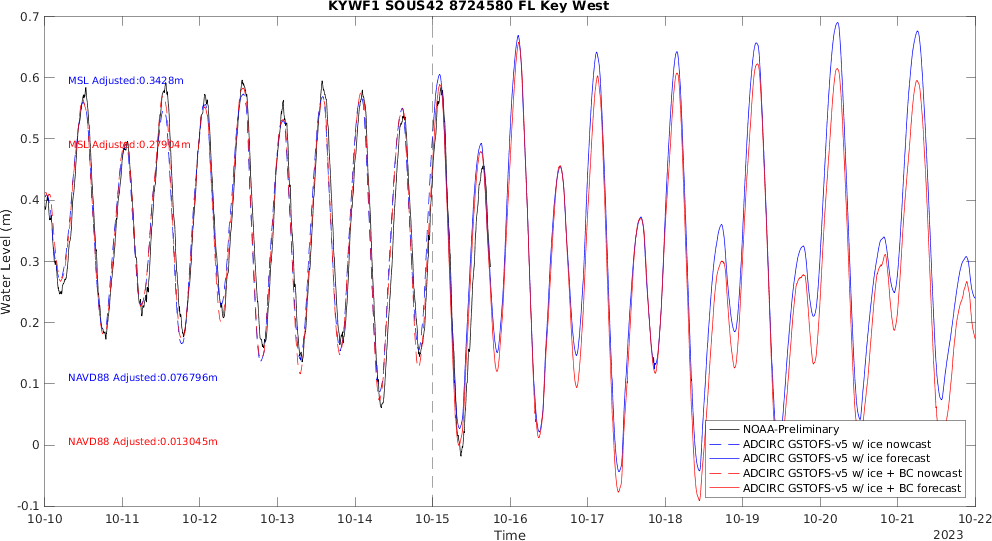 KYWF1 SOUS42 8724580 FL Key West
0.7
0.6
0.5
0.4
0.3
0.2
0.1
0
-0.1
Water Level (m)
MSL Adjusted:0.3428m
MSL Adjusted:0.27904m
NAVD88 Adjusted:0.076796m
NAVD88 Adjusted:0.013045m
NOAA-Preliminary
ADCIRC GSTOFS-v5 w/ ice nowcast
ADCIRC GSTOFS-v5 w/ ice forecast
ADCIRC GSTOFS-v5 w/ ice + BC nowcast
ADCIRC GSTOFS-v5 w/ ice + BC forecast
10-10 10-11 10-12 10-13 10-14 10-15 10-16 10-17 10-18 10-19 10-20 10-21 10-22
Time
2023